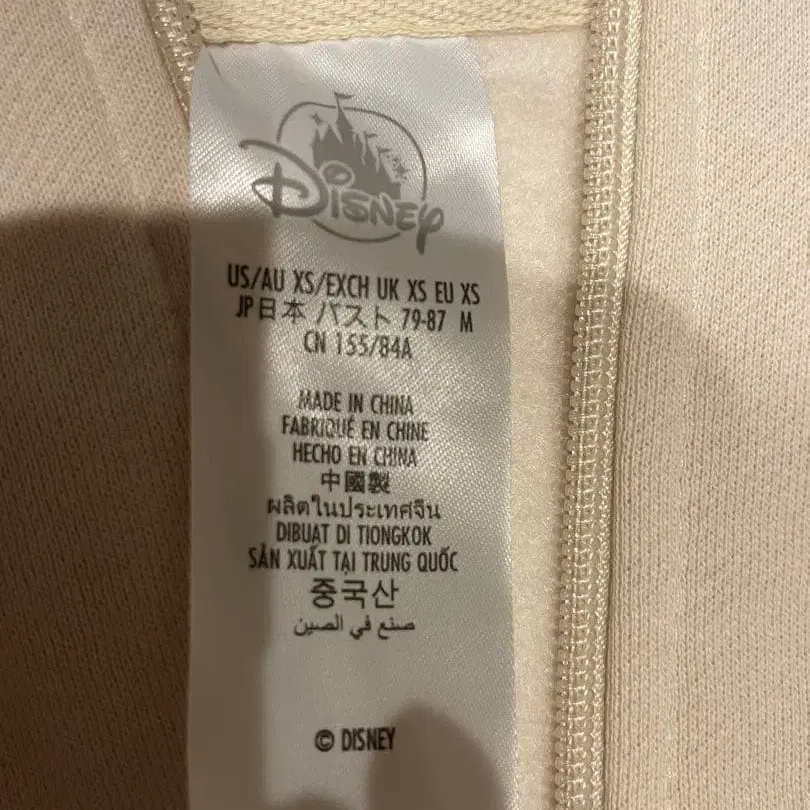 Disney
US/AU XS/EXCH UK XS EU XS
JP日本 バスト 79-87 M
CN 155/84A
MADE IN CHINA
FABRIQUÉ EN CHINE
HECHO EN CHINA
中國製
ผลิตในประเทศจีน
DIBUAT DI TIONGKOK
SẢN XUẤT TẠI TRUNG QUỐC
중국산
صنع في الصين
© DISNEY